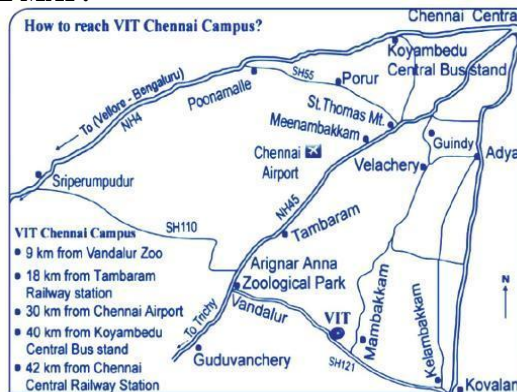 How to reach VIT Chennai Campus?
Chennai Central
Koyambedu
Central Bus stand
SH55
Porur
Poonamalle
To (Vellore - Bengaluru)
NH4
St.Thomas Mt.
Meenambakkam
Guindy
Chennai
Airport
Velachery
Adya
Sriperumpudur
NH45
SH110
Tambaram
VIT Chennai Campus
• 9 km from Vandalur Zoo
• 18 km from Tambaram
Railway station
• 30 km from Chennai Airport
• 40 km from Koyambedu
Central Bus stand
• 42 km from Chennai
Central Railway Station
Arignar Anna
Zoological Park
Vandalur
To Trichy
Guduvanchery
VIT
SH121
Mambakkam
Kelambakkam
N
Kovalan